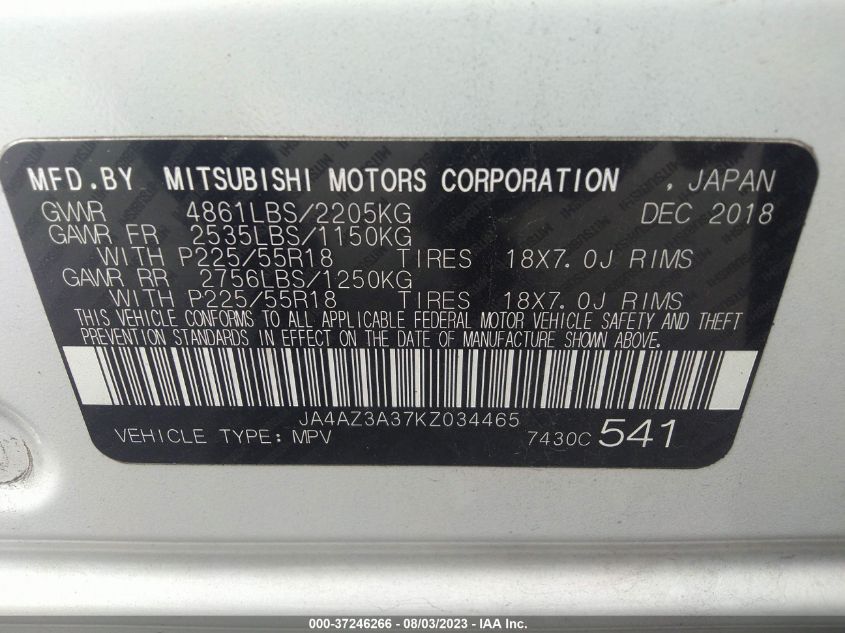 MFD.BY MITSUBISHI MOTORS CORPORATION , JAPAN
GVWR 4861LBS/2205KG DEC 2018
GAWR FR 2535LBS/1150KG
WITH P225/55R18 TIRES 18X7.0J RIMS
GAWR RR 2756LBS/1250KG
WITH P225/55R18 TIRES 18X7.0J RIMS
THIS VEHICLE CONFORMS TO ALL APPLICABLE FEDERAL MOTOR VEHICLE SAFETY AND THEFT
PREVENTION STANDARDS IN EFFECT ON THE DATE OF MANUFACTURE SHOWN ABOVE.
JA4AZ3A37KZ034465
VEHICLE TYPE: MPV 7430C 541
000-37246266 - 08/03/2023 - IAA Inc.